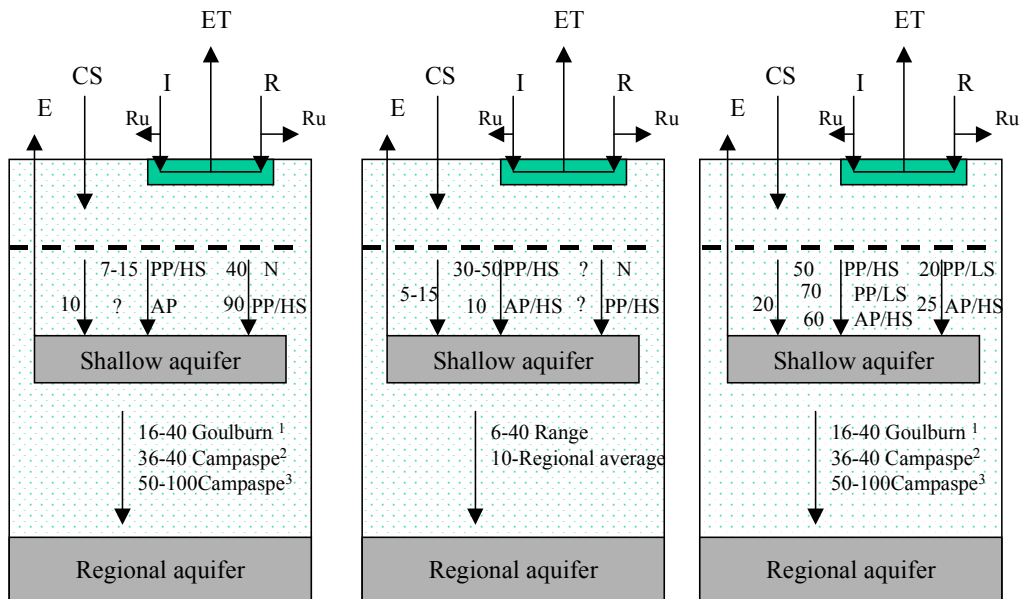 ET
CS
I
R
E
Ru
Ru
7-15 PP/HS
40 N
10
? AP
90 PP/HS
Shallow aquifer
16-40 Goulburn ¹
36-40 Campaspe²
50-100Campaspe³
Regional aquifer
ET
CS
I
R
E
Ru
Ru
30-50 PP/HS
? N
5-15
10 AP/HS
? PP/HS
Shallow aquifer
6-40 Range
10-Regional average
Regional aquifer
ET
CS
I
R
E
Ru
Ru
50 PP/HS
20 PP/LS
70 PP/LS
20
60 AP/HS
25 AP/HS
Shallow aquifer
16-40 Goulburn ¹
36-40 Campaspe²
50-100Campaspe³
Regional aquifer